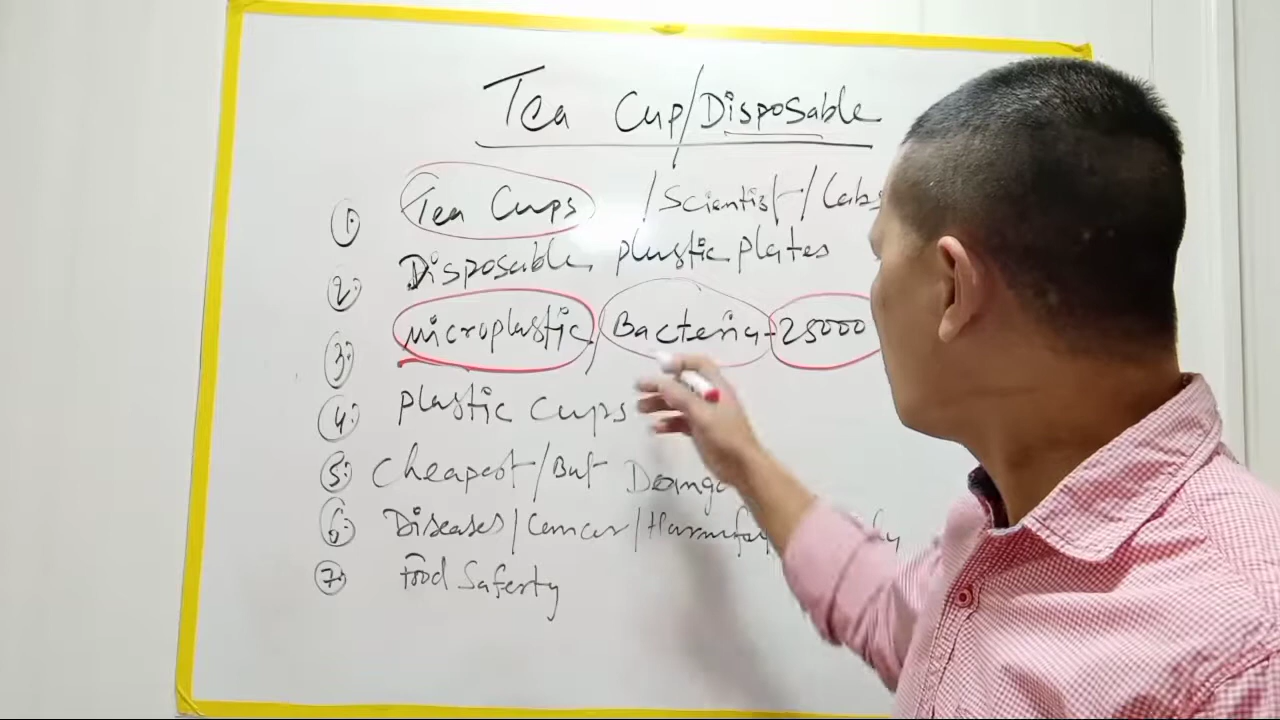 Tea Cup/Disposable
1. Tea Cups /Scientist/Labs
2. Disposable plastic plates
3. microplastic/Bacteria-25000
4. plastic cups
5. Cheapest/But
6. Diseases/Cancer/
7. Food Saferty